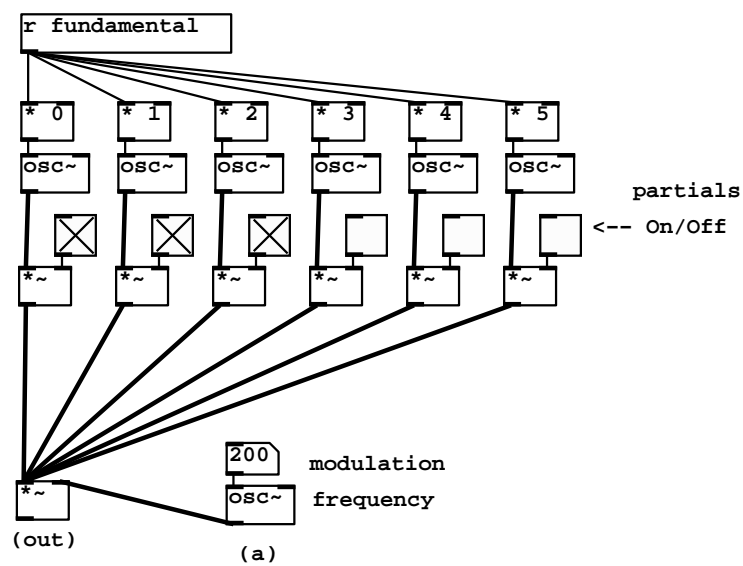 r fundamental
* 0 * 1 * 2 * 3 * 4 * 5
osc~ osc~ osc~ osc~ osc~ osc~
partials
<-- On/Off
*~ *~ *~ *~ *~ *~
200
modulation
*~ osc~ frequency
(out)
(a)